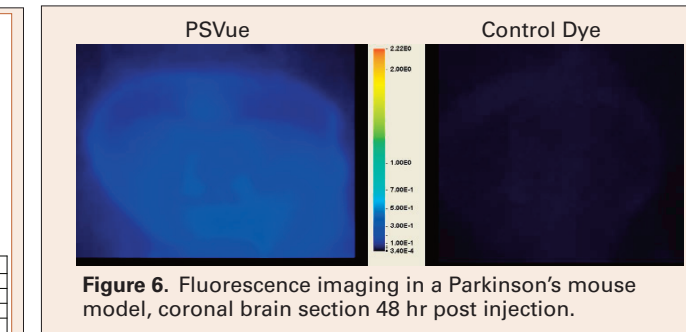 PSVue
Control Dye
2.22E0
2.00E0
1.00E0
7.00E-1
5.00E-1
3.00E-1
1.00E-1
3.40E-4
Figure 6. Fluorescence imaging in a Parkinson’s mouse
model, coronal brain section 48 hr post injection.